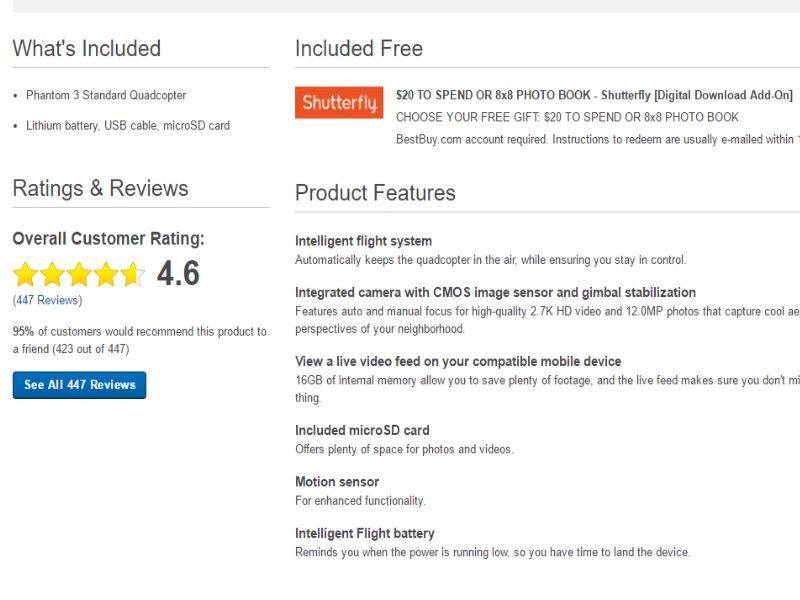 What's Included
Phantom 3 Standard Quadcopter
Lithium battery, USB cable, microSD card
Ratings & Reviews
Overall Customer Rating:
4.6
(447 Reviews)
95% of customers would recommend this product to
a friend (423 out of 447)
See All 447 Reviews
Included Free
Shutterfly.
$20 TO SPEND OR 8x8 PHOTO BOOK - Shutterfly [Digital Download Add-On]
CHOOSE YOUR FREE GIFT: $20 TO SPEND OR 8x8 PHOTO BOOK
BestBuy.com account required. Instructions to redeem are usually e-mailed within
Product Features
Intelligent flight system
Automatically keeps the quadcopter in the air, while ensuring you stay in control.
Integrated camera with CMOS image sensor and gimbal stabilization
Features auto and manual focus for high-quality 2.7K HD video and 12.0MP photos that capture cool
perspectives of your neighborhood.
View a live video feed on your compatible mobile device
16GB of internal memory allow you to save plenty of footage, and the live feed makes sure you don't
thing.
Included microSD card
Offers plenty of space for photos and videos.
Motion sensor
For enhanced functionality.
Intelligent Flight battery
Reminds you when the power is running low, so you have time to land the device.